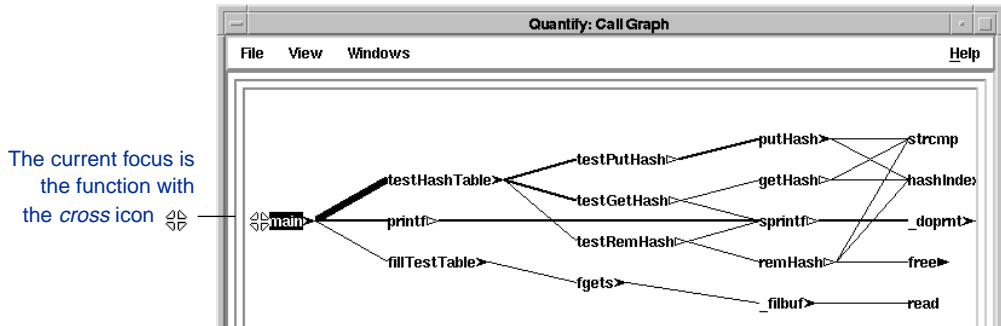 Quantify: Call Graph
File View Windows Help
The current focus is
the function with
the cross icon
main
testHashTable
printf
fillTestTable
testPutHash
testGetHash
testRemHash
fgets
putHash
getHash
sprintf
remHash
_filbuf
strcmp
hashIndex
_doprnt
free
read